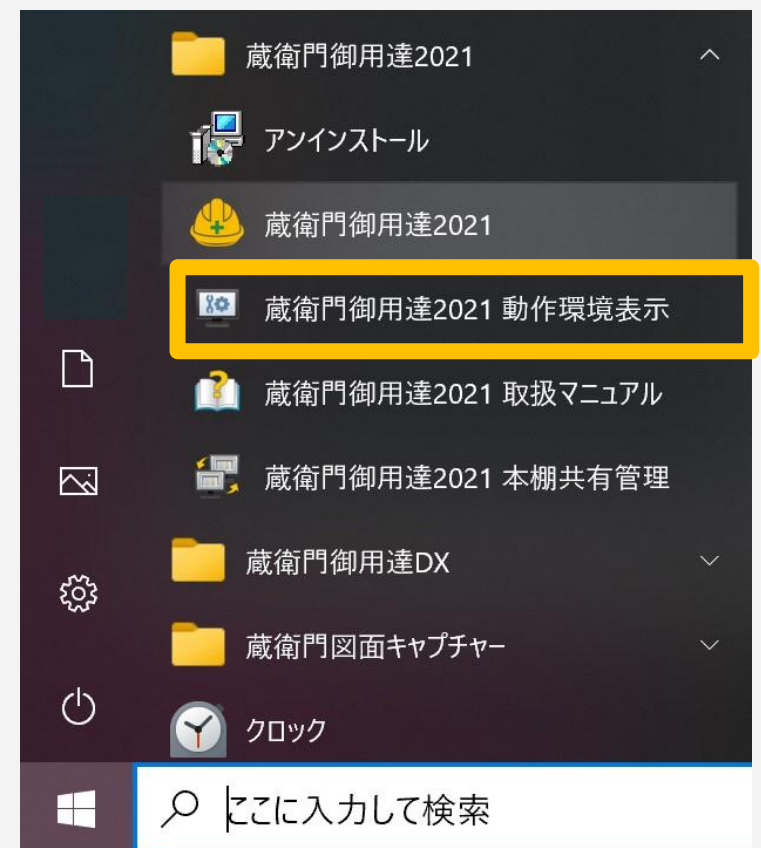 蔵衛門御用達2021
アンインストール
蔵衛門御用達2021
蔵衛門御用達2021 動作環境表示
蔵衛門御用達2021 取扱マニュアル
蔵衛門御用達2021 本棚共有管理
蔵衛門御用達DX
蔵衛門図面キャプチャー
クロック
ここに入力して検索